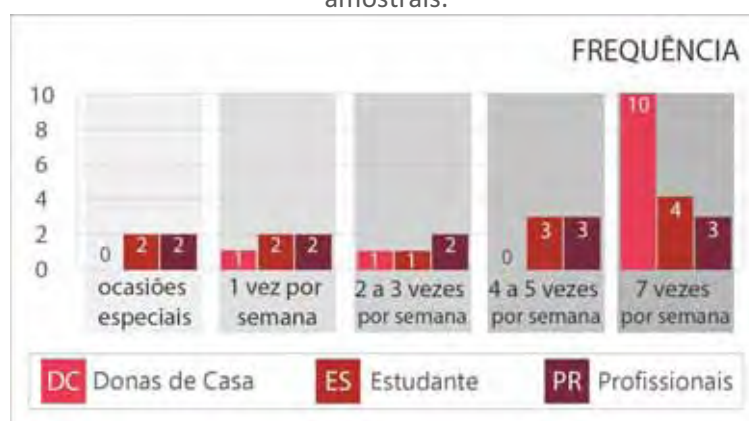 amostrais.
FREQUÊNCIA
10
8
6
4
2
0
0 2 2
1 2 2
1 1 2
0 3 3
10 4 3
ocasiões especiais
1 vez por semana
2 a 3 vezes por semana
4 a 5 vezes por semana
7 vezes por semana
DC Donas de Casa ES Estudante PR Profissionais